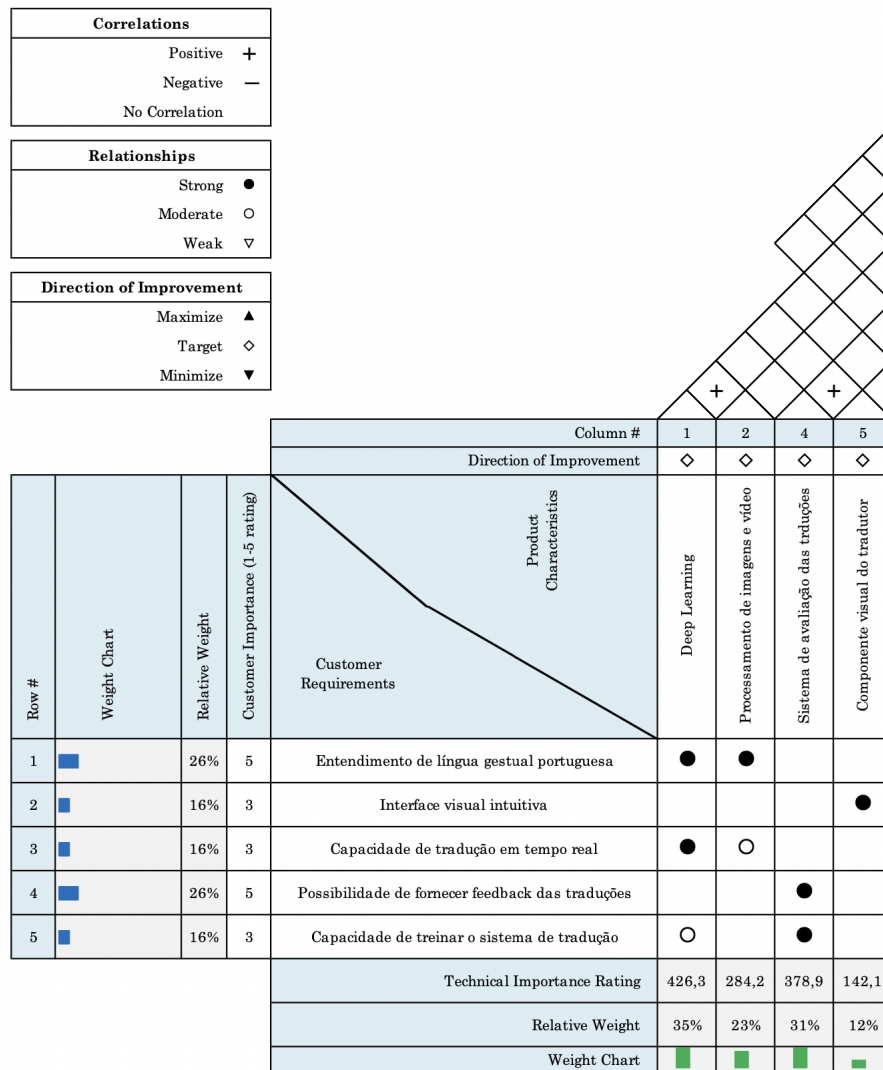 Correlations
Positive +
Negative −
No Correlation
Relationships
Strong ●
Moderate ○
Weak ▽
Direction of Improvement
Maximize ▲
Target ◇
Minimize ▼
+ +
Column # 1 2 4 5
Direction of Improvement ◇ ◇ ◇ ◇
Row #
Weight Chart
Relative Weight
Customer Importance (1-5 rating)
Product
Characteristics
Customer
Requirements
Deep Learning
Processamento de imagens e vídeo
Sistema de avaliação das trduções
Componente visual do tradutor
1 26% 5 Entendimento de língua gestual portuguesa ● ●
2 16% 3 Interface visual intuitiva ●
3 16% 3 Capacidade de tradução em tempo real ● ○
4 26% 5 Possibilidade de fornecer feedback das traduções ●
5 16% 3 Capacidade de treinar o sistema de tradução ○ ●
Technical Importance Rating 426,3 284,2 378,9 142,1
Relative Weight 35% 23% 31% 12%
Weight Chart